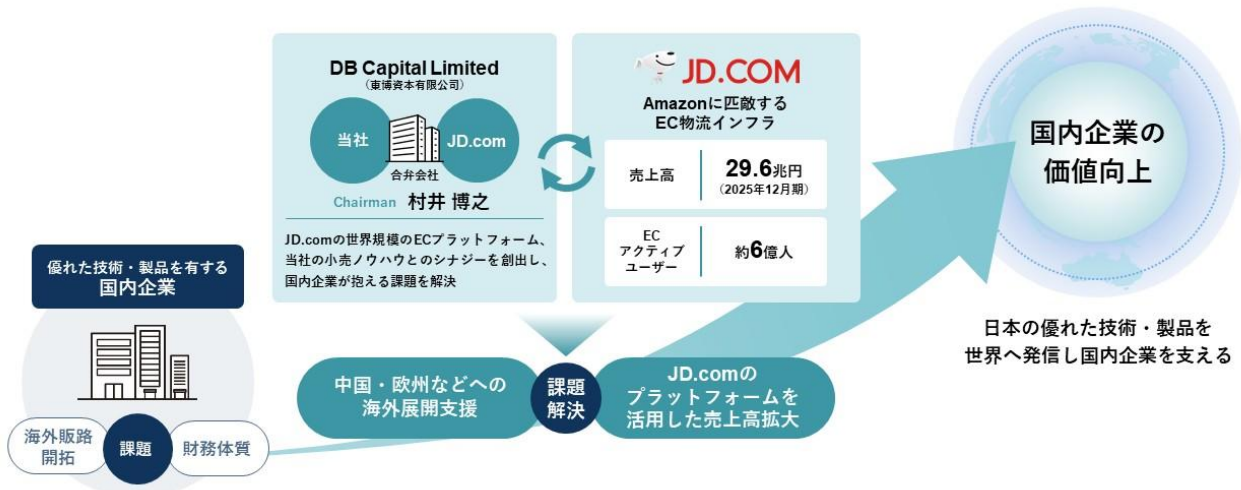 DB Capital Limited
（東博資本有限公司）
当社
JD.com
合弁会社
Chairman 村井 博之
JD.comの世界規模のECプラットフォーム、
当社の小売ノウハウとのシナジーを創出し、
国内企業が抱える課題を解決
JD.COM
Amazonに匹敵する
EC物流インフラ
売上高
29.6兆円
（2025年12月期）
EC
アクティブ
ユーザー
約6億人
優れた技術・製品を有する
国内企業
海外販路
開拓
課題
財務体質
中国・欧州などへの
海外展開支援
課題
解決
JD.comの
プラットフォームを
活用した売上高拡大
国内企業の
価値向上
日本の優れた技術・製品を
世界へ発信し国内企業を支える